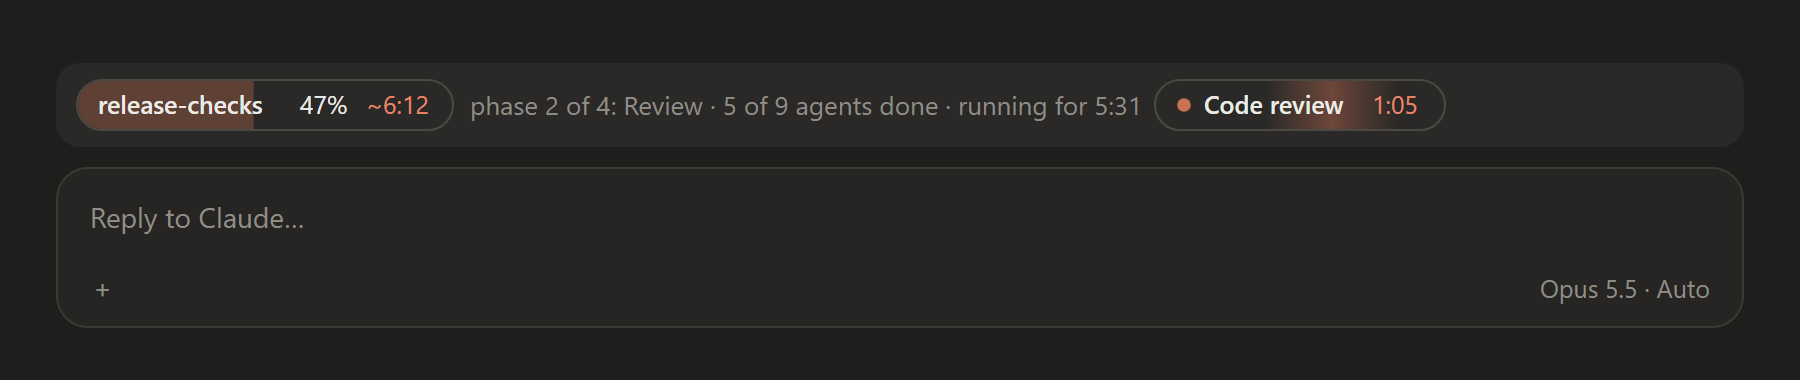 release-checks 47% ~6:12 phase 2 of 4: Review · 5 of 9 agents done · running for 5:31 Code review 1:05
Reply to Claude...
+ Opus 5.5 · Auto